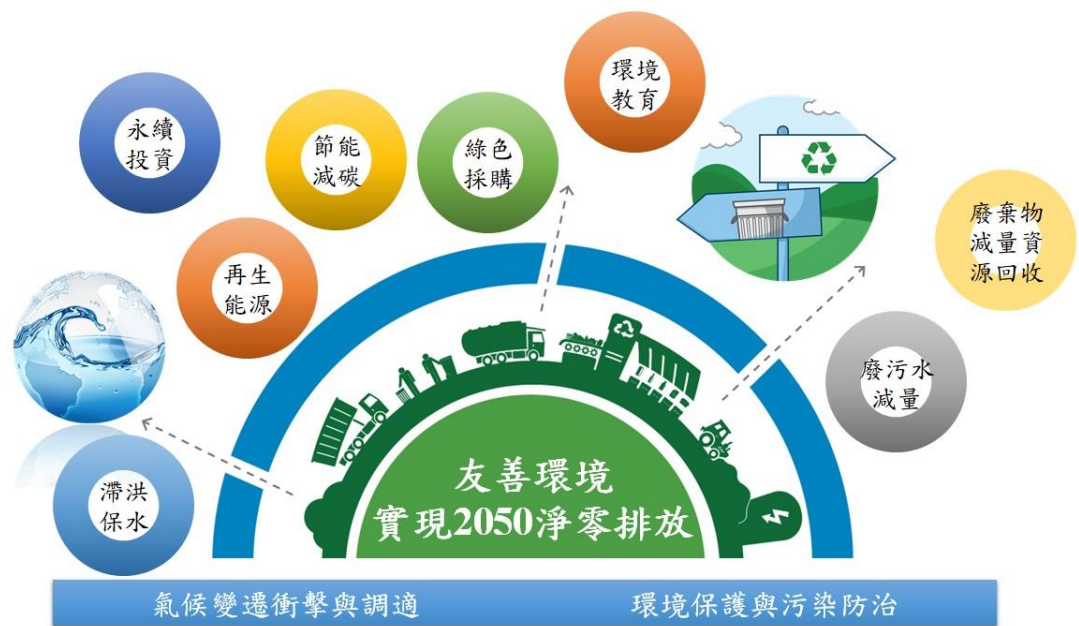 環境
教育
永續
投資
節能
減碳
綠色
採購
廢棄物
減量資
源回收
再生
能源
廢污水
減量
滯洪
保水
友善環境
實現2050淨零排放
氣候變遷衝擊與調適
環境保護與污染防治